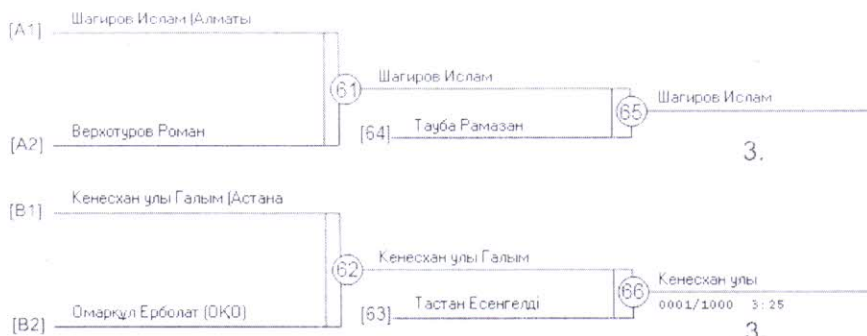 [A1] Шагиров Ислам (Алматы
61 Шагиров Ислам
65 Шагиров Ислам
[A2] Верхотуров Роман
[64] Тауба Рамазан
3.
[B1] Кенесхан улы Галым (Астана
62 Кенесхан улы Галым
66 Кенесхан улы
0001/1000 3:25
[B2] Омаркул Ерболат (ОКО)
[63] Тастан Есенгелді
3.